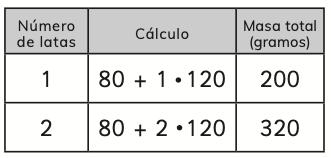 Número de latas | Cálculo | Masa total (gramos)
1 | 80 + 1 • 120 | 200
2 | 80 + 2 • 120 | 320